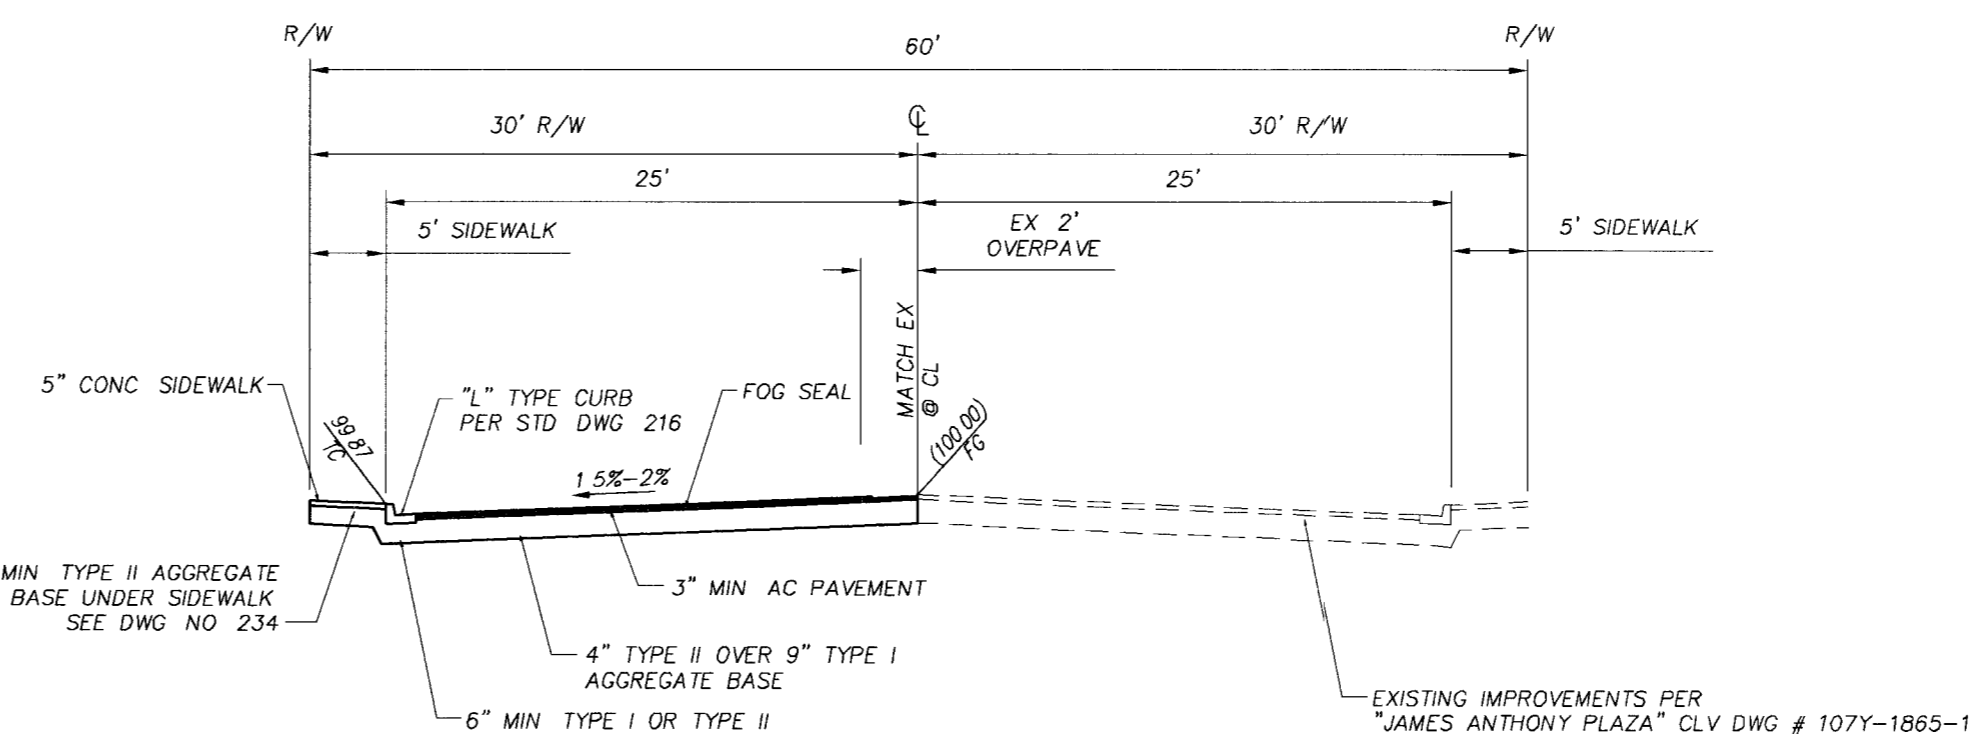 R/W
R/W
60'
30' R/W
CL
30' R/W
25'
25'
5' SIDEWALK
EX 2'
OVERPAVE
5' SIDEWALK
MATCH EX
@ CL
5" CONC SIDEWALK
"L" TYPE CURB
PER STD DWG 216
FOG SEAL
99 87
TC
(100 00)
FG
1 5%-2%
MIN TYPE II AGGREGATE
BASE UNDER SIDEWALK
SEE DWG NO 234
3" MIN AC PAVEMENT
4" TYPE II OVER 9" TYPE I
AGGREGATE BASE
6" MIN TYPE I OR TYPE II
EXISTING IMPROVEMENTS PER
"JAMES ANTHONY PLAZA" CLV DWG # 107Y-1865-1